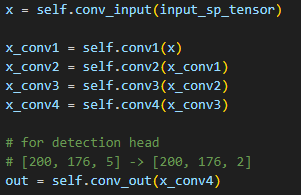 x = self.conv_input(input_sp_tensor)
x_conv1 = self.conv1(x)
x_conv2 = self.conv2(x_conv1)
x_conv3 = self.conv3(x_conv2)
x_conv4 = self.conv4(x_conv3)
# for detection head
# [200, 176, 5] -> [200, 176, 2]
out = self.conv_out(x_conv4)